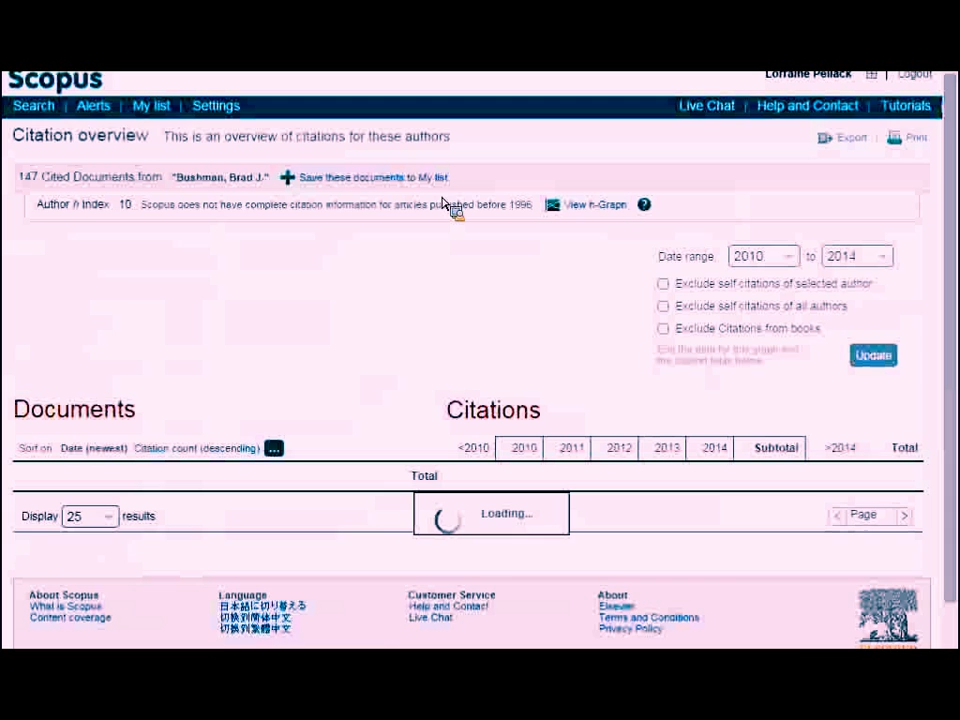 Scopus
Lorraine Pellack Logout
Search | Alerts | My list | Settings Live Chat | Help and Contact | Tutorials
Citation overview This is an overview of citations for these authors
Export | Print
147 Cited Documents from "Bushman, Brad J." Save these documents to My list
Author h Index 10 Scopus does not have complete citation information for articles published before 1996 View h-Graph ?
Date range 2010 to 2014
Exclude self citations of selected author
Exclude self citations of all authors
Exclude Citations from books
Update
Documents Citations
Sort on Date (newest) Citation count (descending) ... <2010 2010 2011 2012 2013 2014 Subtotal >2014 Total
Total
Display 25 results Loading... < Page >
About Scopus Language Customer Service About
What is Scopus 日本語に切り替える Help and Contact Elsevier
Content coverage 切换到简体中文 Live Chat Terms and Conditions
切換到繁體中文 Privacy Policy